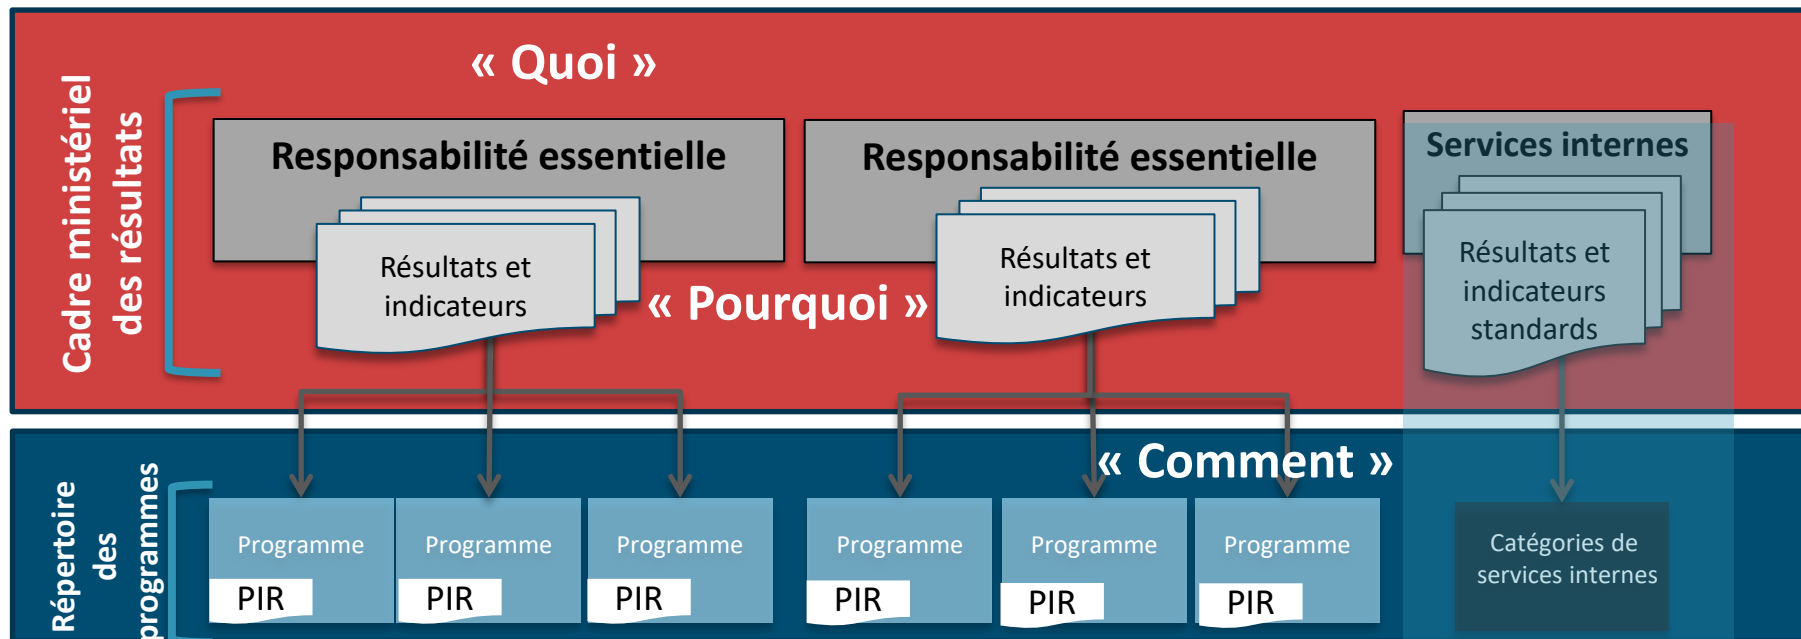 « Quoi »
Cadre ministériel
des résultats
Responsabilité essentielle
Résultats et
indicateurs
« Pourquoi »
Responsabilité essentielle
Résultats et
indicateurs
Services internes
Résultats et
indicateurs
standards
« Comment »
Répertoire
des
programmes
Programme
PIR
Programme
PIR
Programme
PIR
Programme
PIR
Programme
PIR
Programme
PIR
Catégories de
services internes